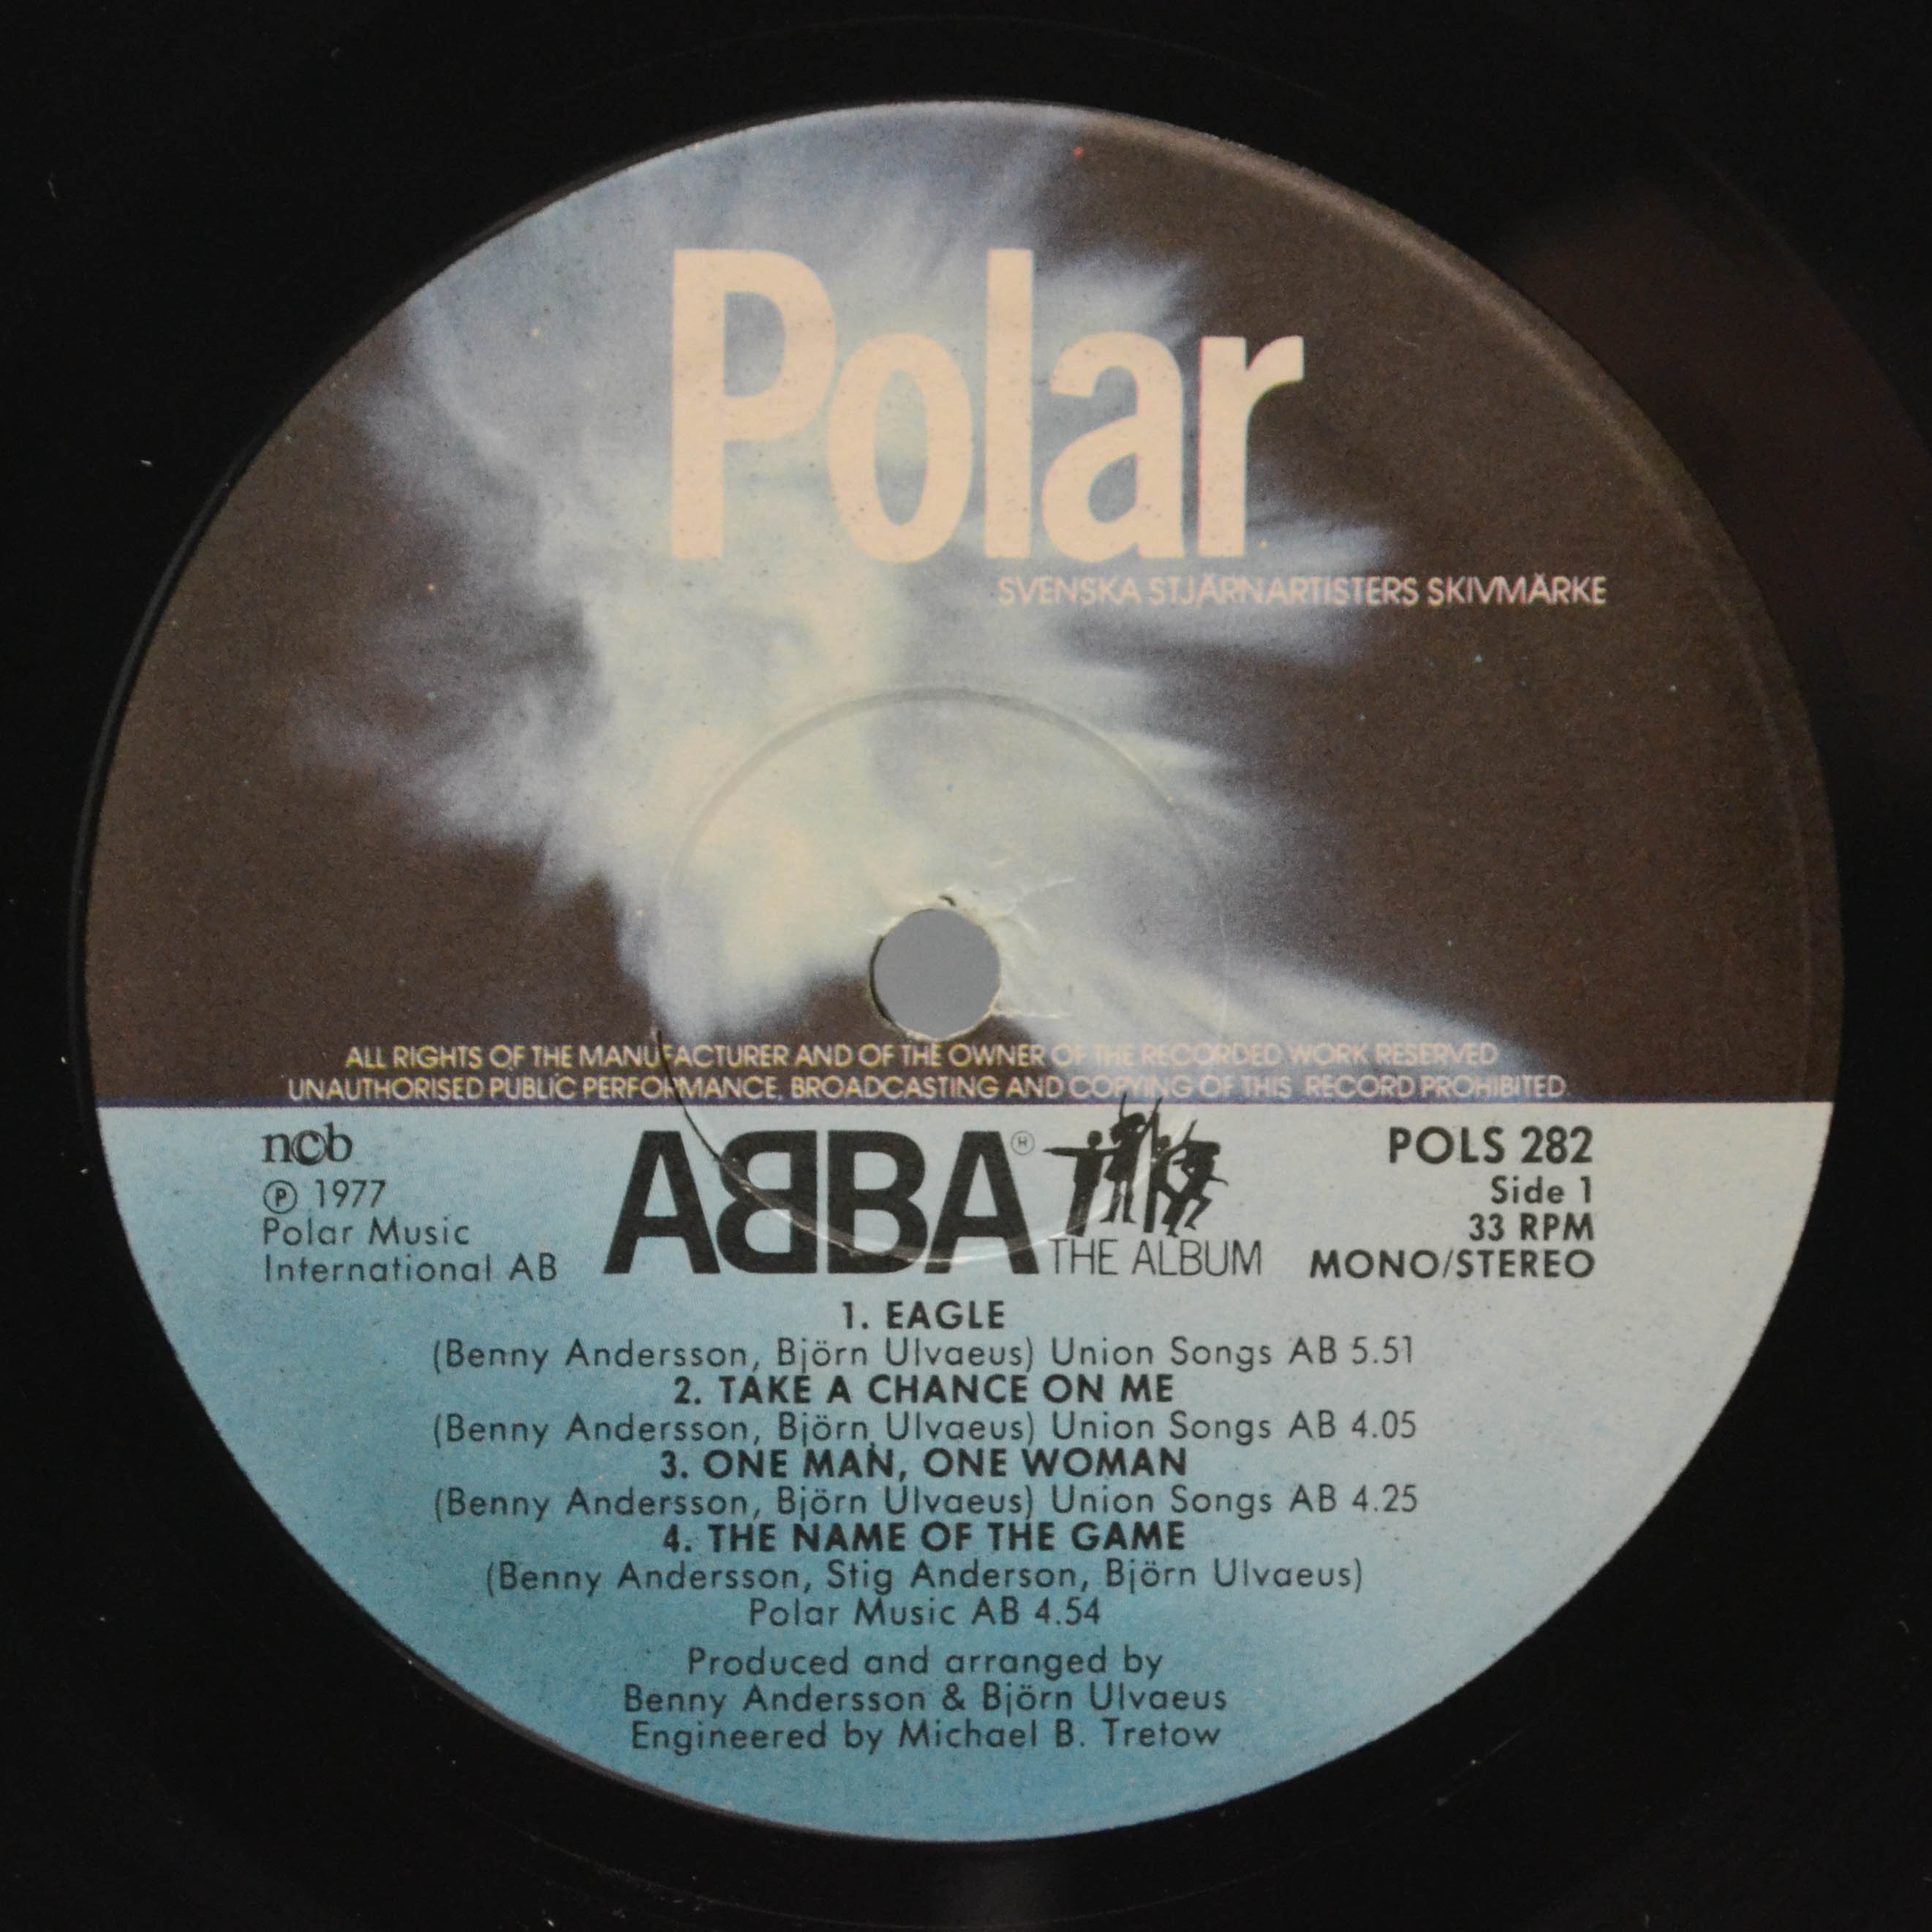 Polar
SVENSKA STJÄRNARTISTERS SKIVMÄRKE
ALL RIGHTS OF THE MANUFACTURER AND OF THE OWNER OF THE RECORDED WORK RESERVED
UNAUTHORISED PUBLIC PERFORMANCE, BROADCASTING AND COPYING OF THIS RECORD PROHIBITED
ncb
Ⓟ 1977
Polar Music
International AB
ABBA Ⓗ
THE ALBUM
POLS 282
Side 1
33 RPM
MONO/STEREO
1. EAGLE
(Benny Andersson, Björn Ulvaeus) Union Songs AB 5.51
2. TAKE A CHANCE ON ME
(Benny Andersson, Björn Ulvaeus) Union Songs AB 4.05
3. ONE MAN, ONE WOMAN
(Benny Andersson, Björn Ulvaeus) Union Songs AB 4.25
4. THE NAME OF THE GAME
(Benny Andersson, Stig Anderson, Björn Ulvaeus)
Polar Music AB 4.54
Produced and arranged by
Benny Andersson & Björn Ulvaeus
Engineered by Michael B. Tretow